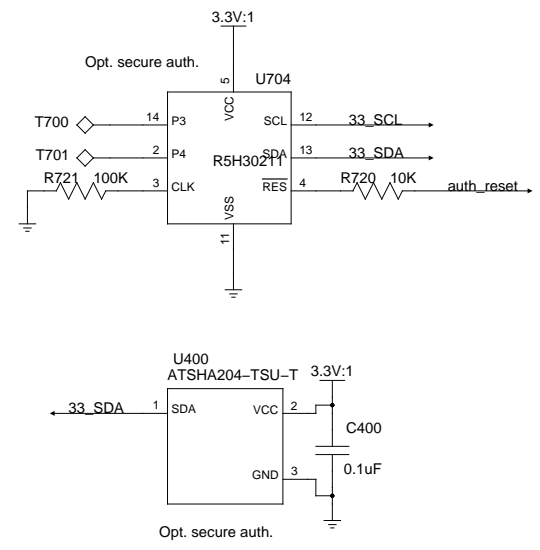 3.3V:1
Opt. secure auth.
5
U704
VCC
T700
14
P3
SCL
12
33_SCL
T701
2
P4
R5H30211
SDA
13
33_SDA
R721
100K
3
CLK
RES
4
R720
10K
auth_reset
VSS
11
U400
ATSHA204−TSU−T
3.3V:1
33_SDA
1
SDA
VCC
2
C400
0.1uF
GND
3
Opt. secure auth.